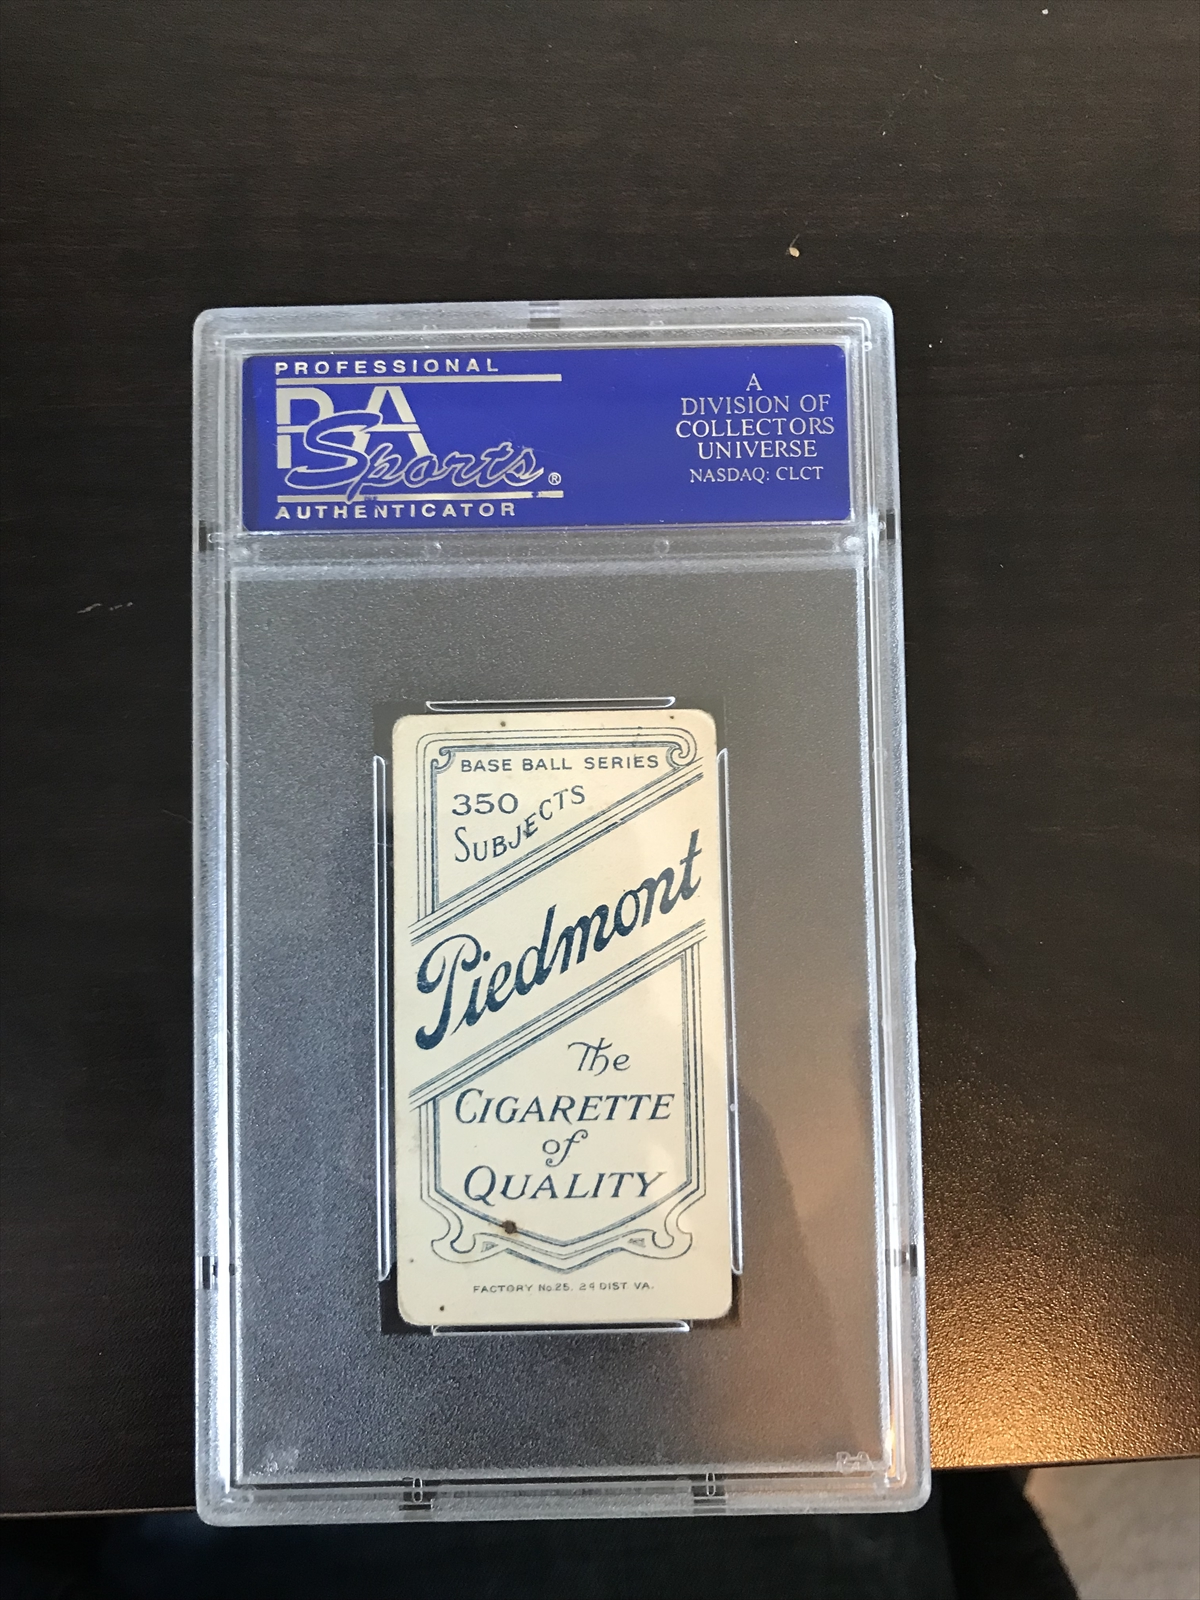 PROFESSIONAL
PSA
Sports®
AUTHENTICATOR
A
DIVISION OF
COLLECTORS
UNIVERSE
NASDAQ: CLCT
BASE BALL SERIES
350
SUBJECTS
Piedmont
The
CIGARETTE
of
QUALITY
FACTORY No.25. 2d DIST. VA.
PSA